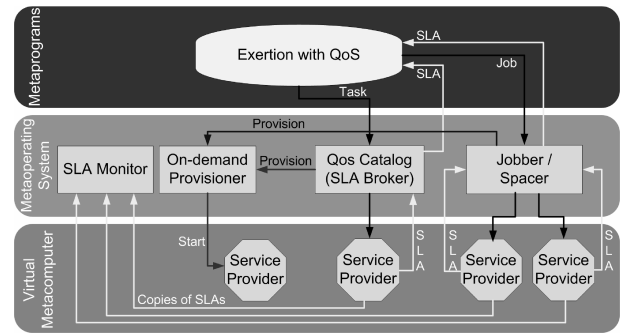 Metaprograms
Exertion with QoS
SLA
SLA
Job
Task
Metaoperating
System
Provision
SLA Monitor
On-demand
Provisioner
Provision
Qos Catalog
(SLA Broker)
Jobber /
Spacer
Virtual
Metacomputer
Start
Service
Provider
Service
Provider
S
L
A
S
L
A
Service
Provider
Service
Provider
S
L
A
Copies of SLAs